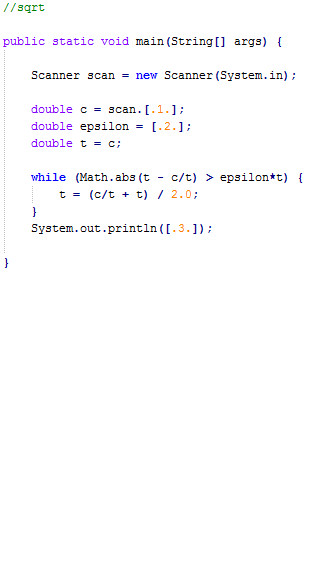 //sqrt
public static void main(String[] args) {
Scanner scan = new Scanner(System.in);
double c = scan.[.1.];
double epsilon = [.2.];
double t = c;
while (Math.abs(t - c/t) > epsilon*t) {
t = (c/t + t) / 2.0;
}
System.out.println([.3.]);
}